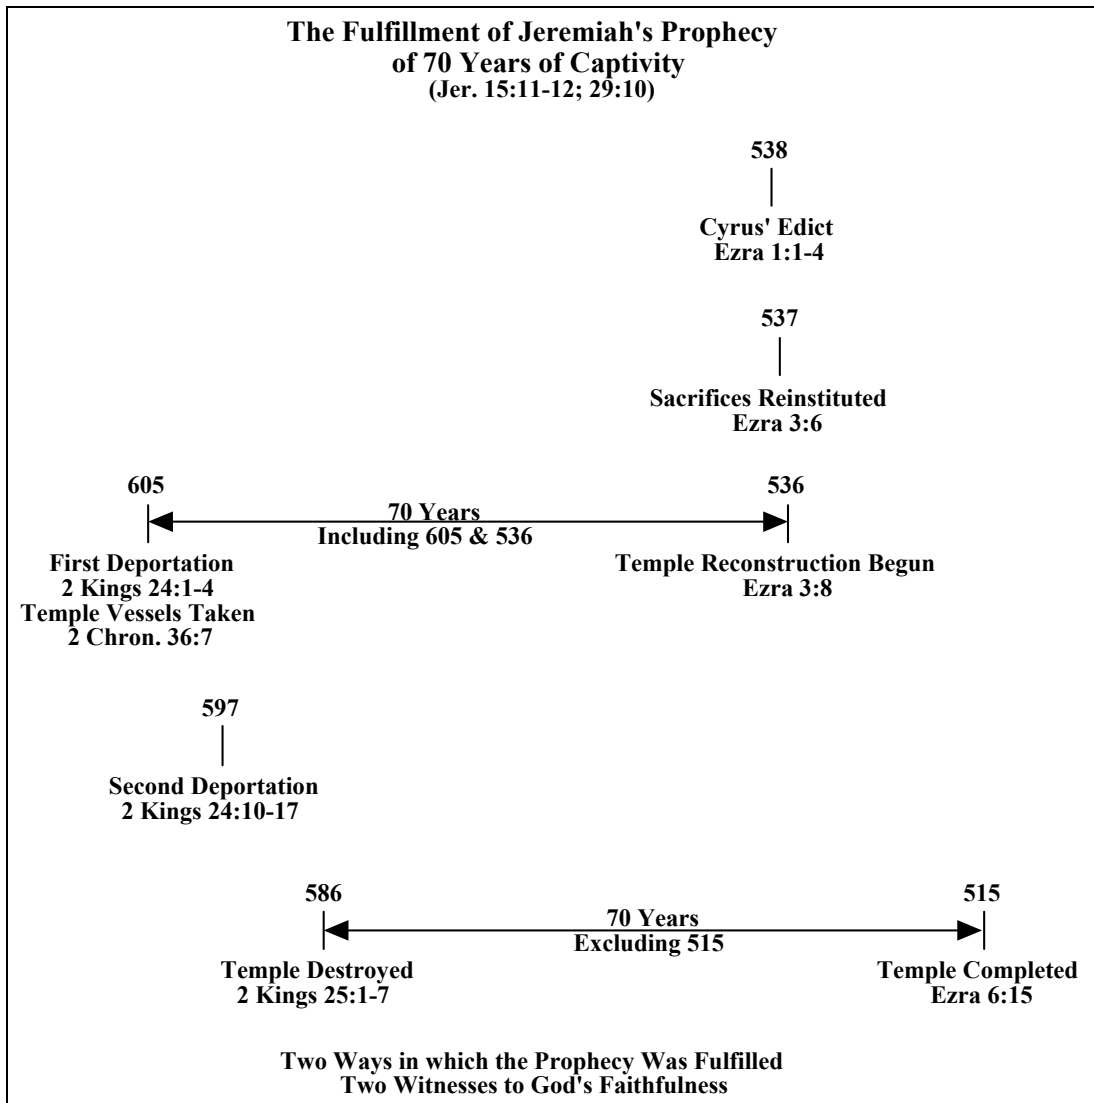 The Fulfillment of Jeremiah's Prophecy
of 70 Years of Captivity
(Jer. 15:11-12; 29:10)
538
Cyrus' Edict
Ezra 1:1-4
537
Sacrifices Reinstituted
Ezra 3:6
605
536
70 Years
Including 605 & 536
First Deportation
2 Kings 24:1-4
Temple Vessels Taken
2 Chron. 36:7
Temple Reconstruction Begun
Ezra 3:8
597
Second Deportation
2 Kings 24:10-17
586
515
70 Years
Excluding 515
Temple Destroyed
2 Kings 25:1-7
Temple Completed
Ezra 6:15
Two Ways in which the Prophecy Was Fulfilled
Two Witnesses to God's Faithfulness